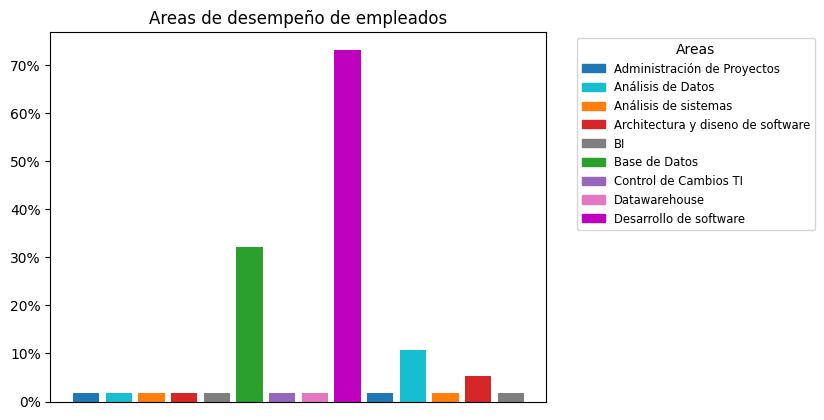 Areas de desempeño de empleados
70%
60%
50%
40%
30%
20%
10%
0%
Areas
Administración de Proyectos
Análisis de Datos
Análisis de sistemas
Architectura y diseno de software
BI
Base de Datos
Control de Cambios TI
Datawarehouse
Desarrollo de software